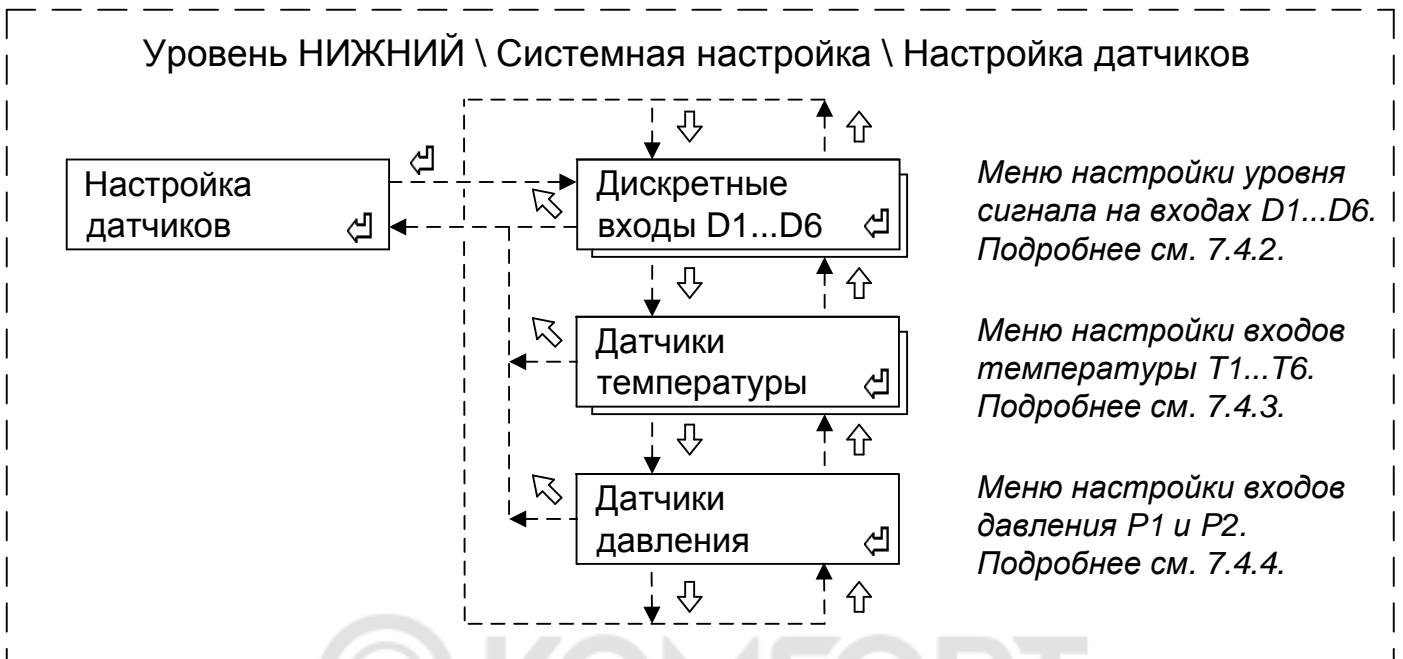 Уровень НИЖНИЙ \ Системная настройка \ Настройка датчиков
Настройка
датчиков
Дискретные
входы D1...D6
Меню настройки уровня
сигнала на входах D1...D6.
Подробнее см. 7.4.2.
Датчики
температуры
Меню настройки входов
температуры T1...T6.
Подробнее см. 7.4.3.
Датчики
давления
Меню настройки входов
давления P1 и P2.
Подробнее см. 7.4.4.
КОМFORT